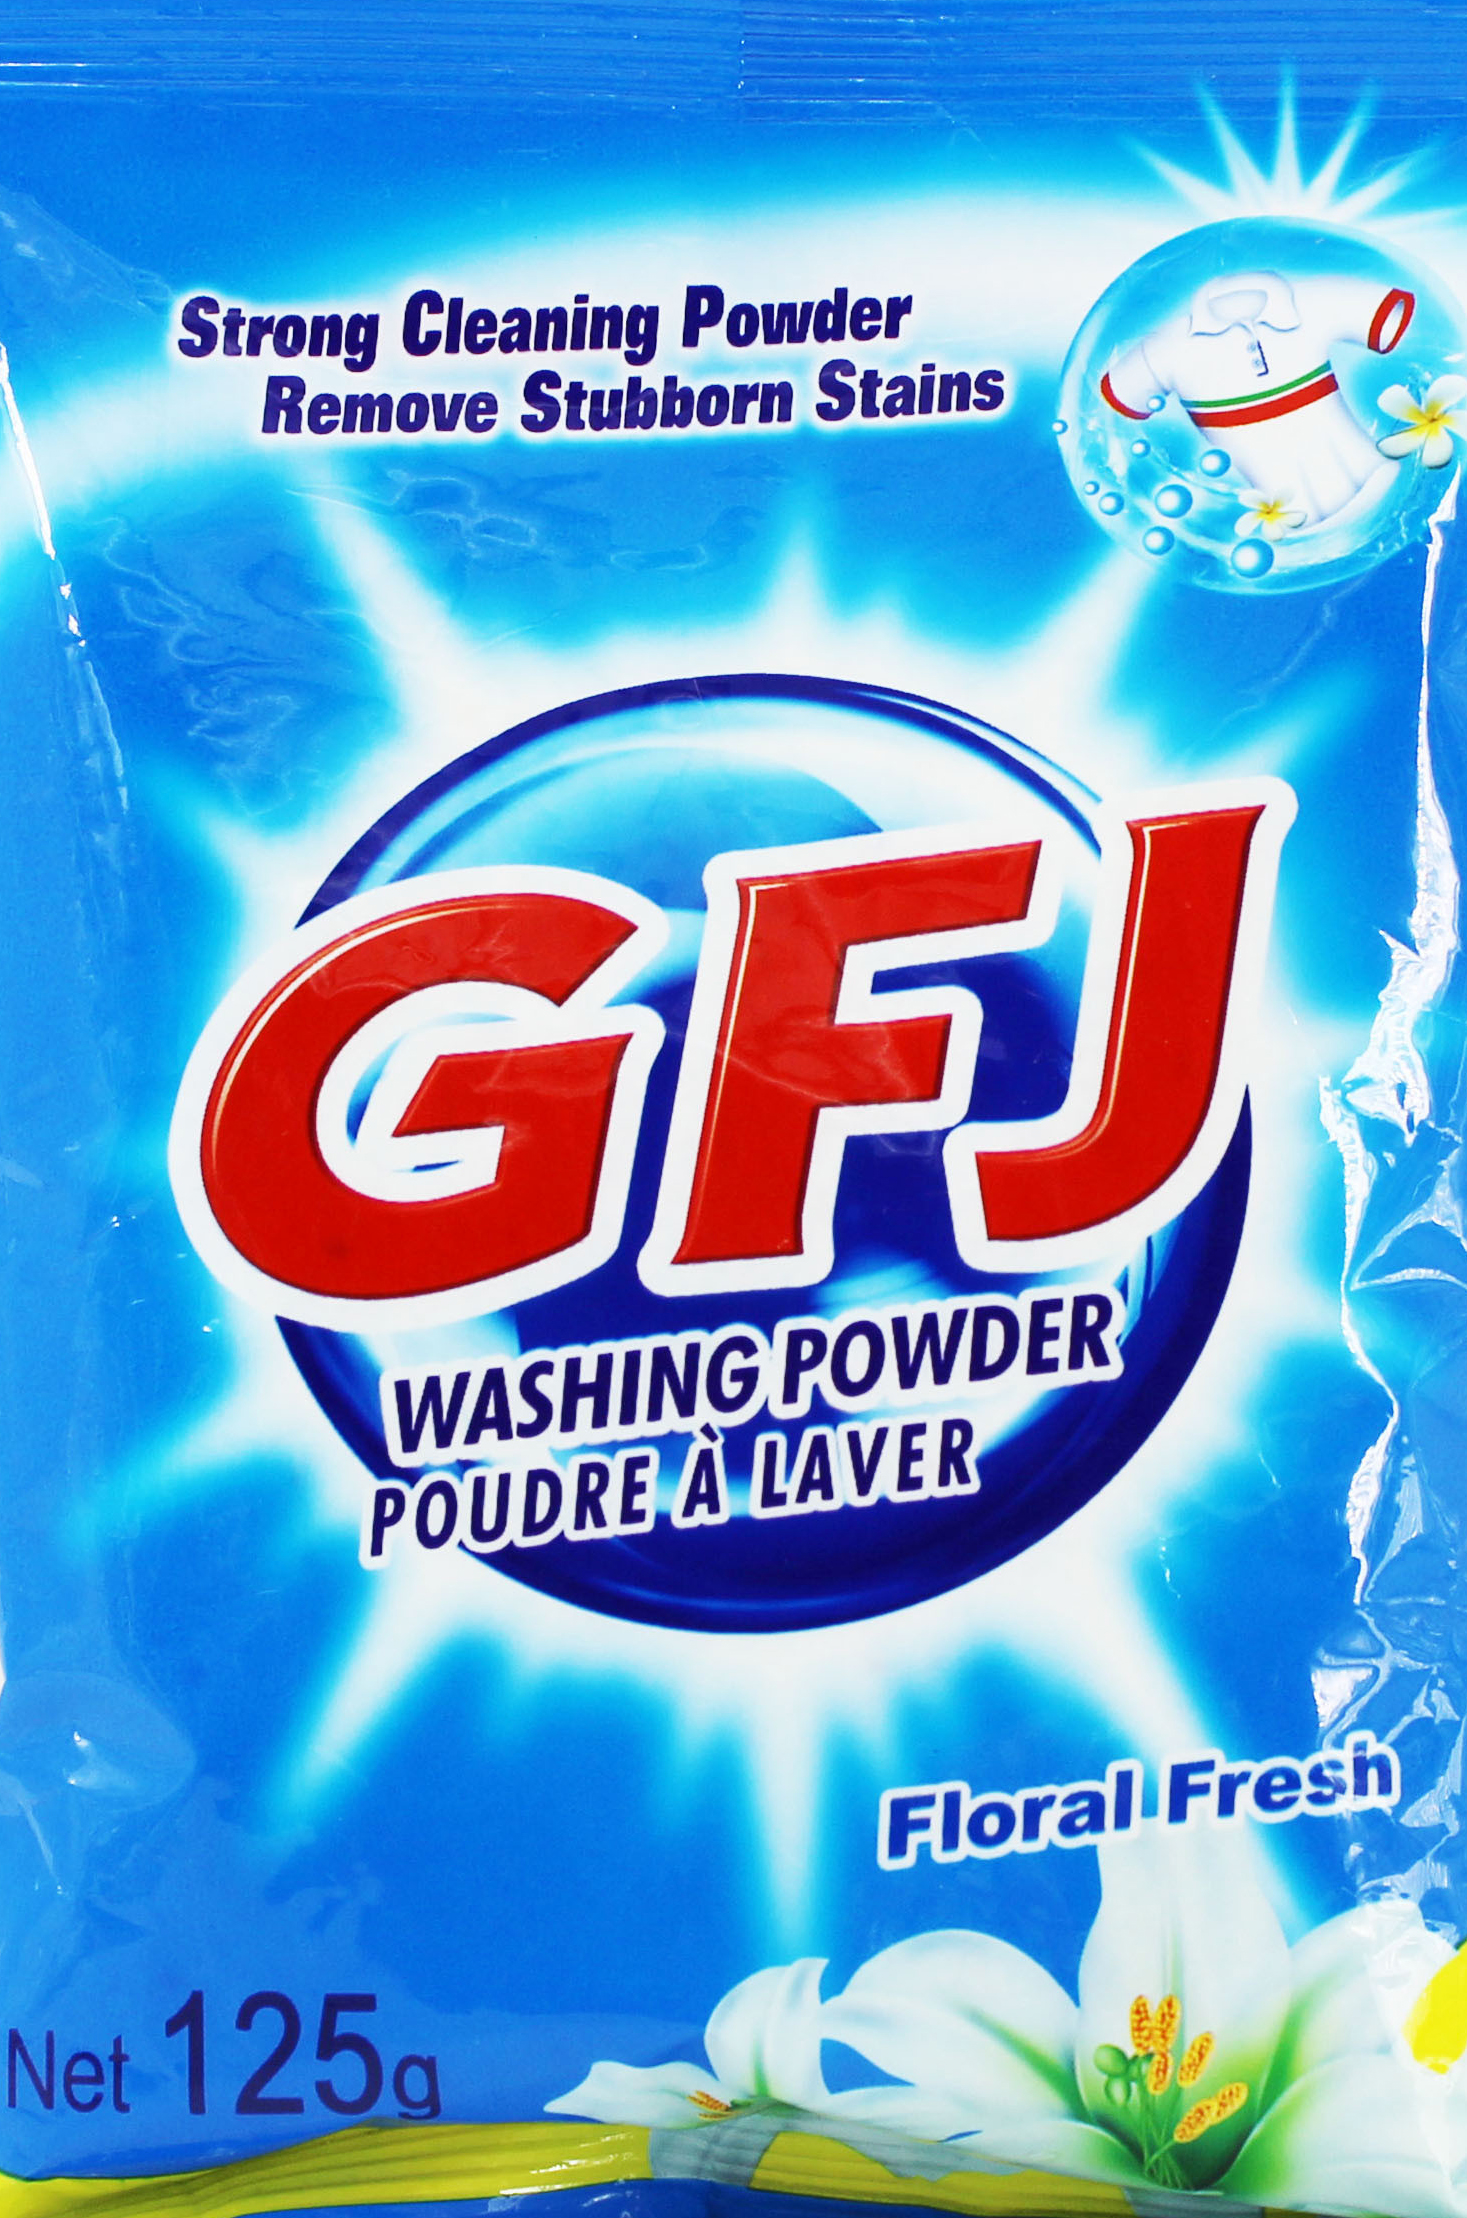 Strong Cleaning Powder
Remove Stubborn Stains
GFJ
WASHING POWDER
POUDRE À LAVER
Floral Fresh
Net 125g